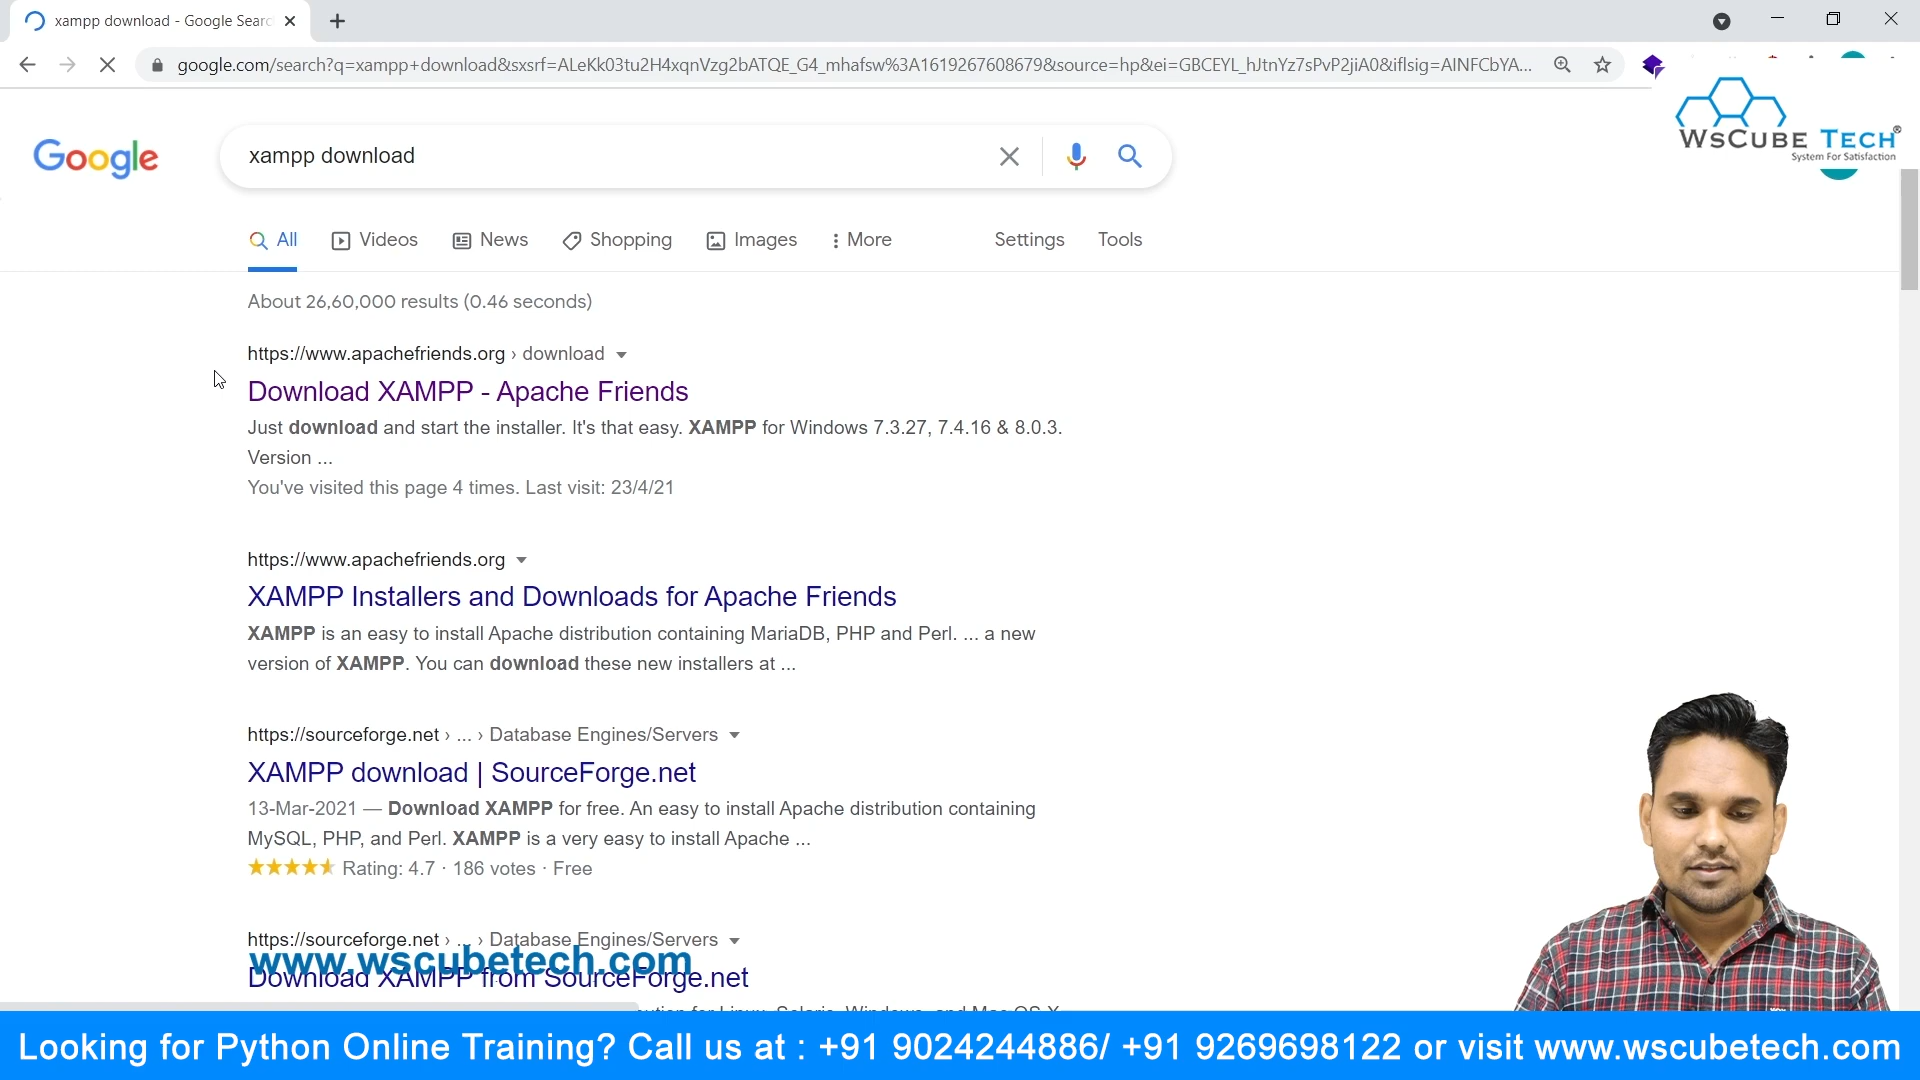 xampp download - Google Searc
google.com/search?q=xampp+download&sxsrf=ALeKk03tu2H4xqnVzg2bATQE_G4_mhafsw%3A1619267608679&source=hp&ei=GBCEYL_hJtnYz7sPvP2jiA0&iflsig=AINFCbYA...
WsCube Tech®
System For Satisfaction
Google
xampp download
All Videos News Shopping Images More Settings Tools
About 26,60,000 results (0.46 seconds)
https://www.apachefriends.org › download
Download XAMPP - Apache Friends
Just download and start the installer. It's that easy. XAMPP for Windows 7.3.27, 7.4.16 & 8.0.3.
Version ...
You've visited this page 4 times. Last visit: 23/4/21
https://www.apachefriends.org
XAMPP Installers and Downloads for Apache Friends
XAMPP is an easy to install Apache distribution containing MariaDB, PHP and Perl. ... a new
version of XAMPP. You can download these new installers at ...
https://sourceforge.net › ... › Database Engines/Servers
XAMPP download | SourceForge.net
13-Mar-2021 — Download XAMPP for free. An easy to install Apache distribution containing
MySQL, PHP, and Perl. XAMPP is a very easy to install Apache ...
Rating: 4.7 · 186 votes · Free
https://sourceforge.net › ... › Database Engines/Servers
www.wscubetech.com
Download XAMPP from SourceForge.net
for Linux, Solaris, Windows, and Mac OS X
Looking for Python Online Training? Call us at : +91 9024244886/ +91 9269698122 or visit www.wscubetech.com